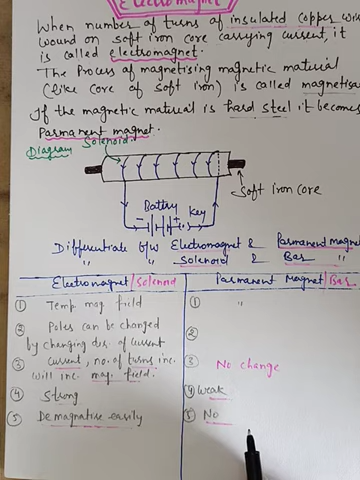 Electromagnet
When number of turns of insulated copper wire
wound on soft iron core carrying current, it
is called electromagnet.
The Process of magnetising magnetic material
(like core of soft iron) is called magnetisa
If the magnetic material is hard steel it becomes
Parmanent magnet.
Diagram Solenoid
Soft iron core
Battery Key
- +
Differentiate b/w Electromagnet & Parmanent Magnet
" " Solenoid & Bar "
Electromagnet/Solenoid
Parmanent Magnet/Bar
① Temp. mag. field
① "
② Poles can be changed
by changing dir. of current
②
③ current, no. of turns inc.
will inc. mag. field.
③ No change
④ Strong
④ Weak
⑤ Demagnetise easily
⑤ No